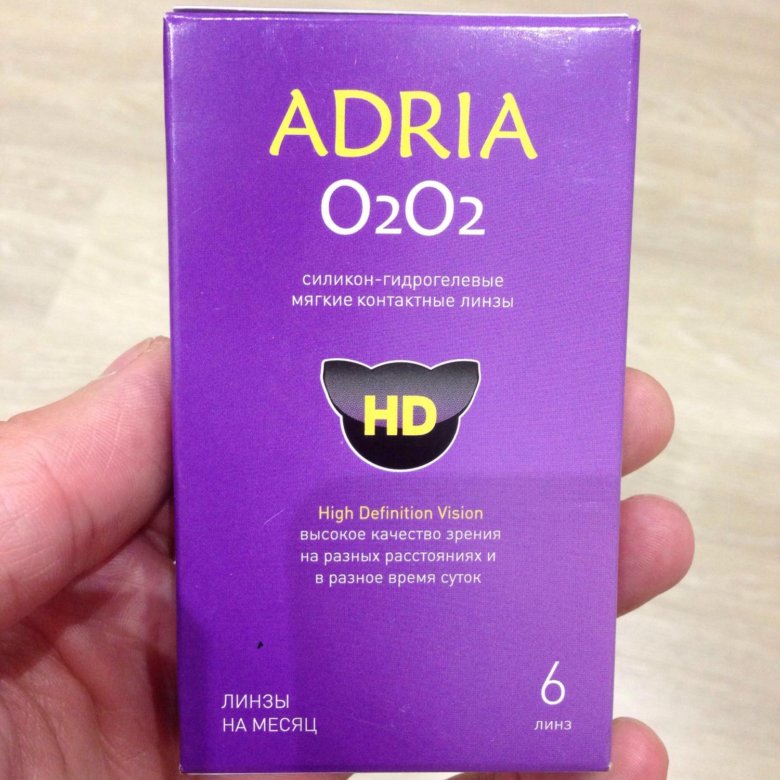 ADRIA
O2O2
силикон-гидрогелевые
мягкие контактные линзы
HD
High Definition Vision
высокое качество зрения
на разных расстояниях и
в разное время суток
ЛИНЗЫ
НА МЕСЯЦ
6
ЛИНЗ